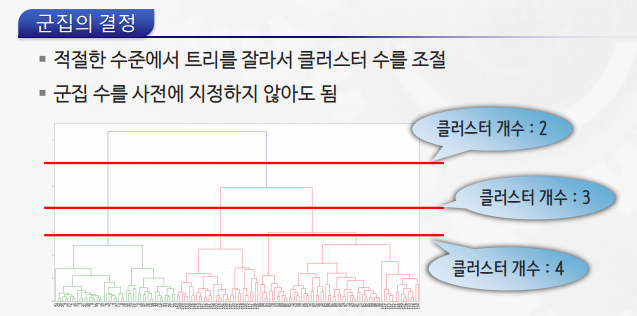 군집의 결정
적절한 수준에서 트리를 잘라서 클러스터 수를 조절
군집 수를 사전에 지정하지 않아도 됨
클러스터 개수 : 2
클러스터 개수 : 3
클러스터 개수 : 4